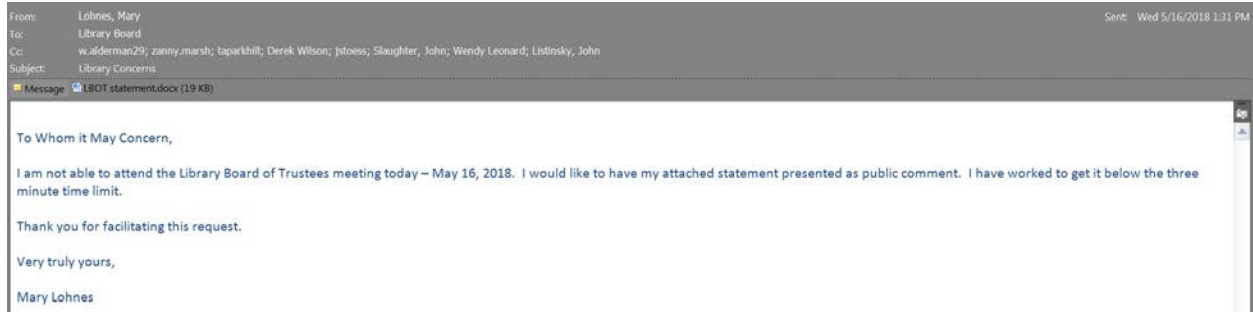 From: Lohnes, Mary Sent: Wed 5/16/2018 1:31 PM
To: Library Board
Cc: w.alderman29; zanny.marsh; taparkhill; Derek Wilson; jstoess; Slaughter, John; Wendy Leonard; Listinsky, John
Subject: Library Concerns
Message LBOT statement.docx (19 KB)
To Whom it May Concern,
I am not able to attend the Library Board of Trustees meeting today – May 16, 2018. I would like to have my attached statement presented as public comment. I have worked to get it below the three
minute time limit.
Thank you for facilitating this request.
Very truly yours,
Mary Lohnes